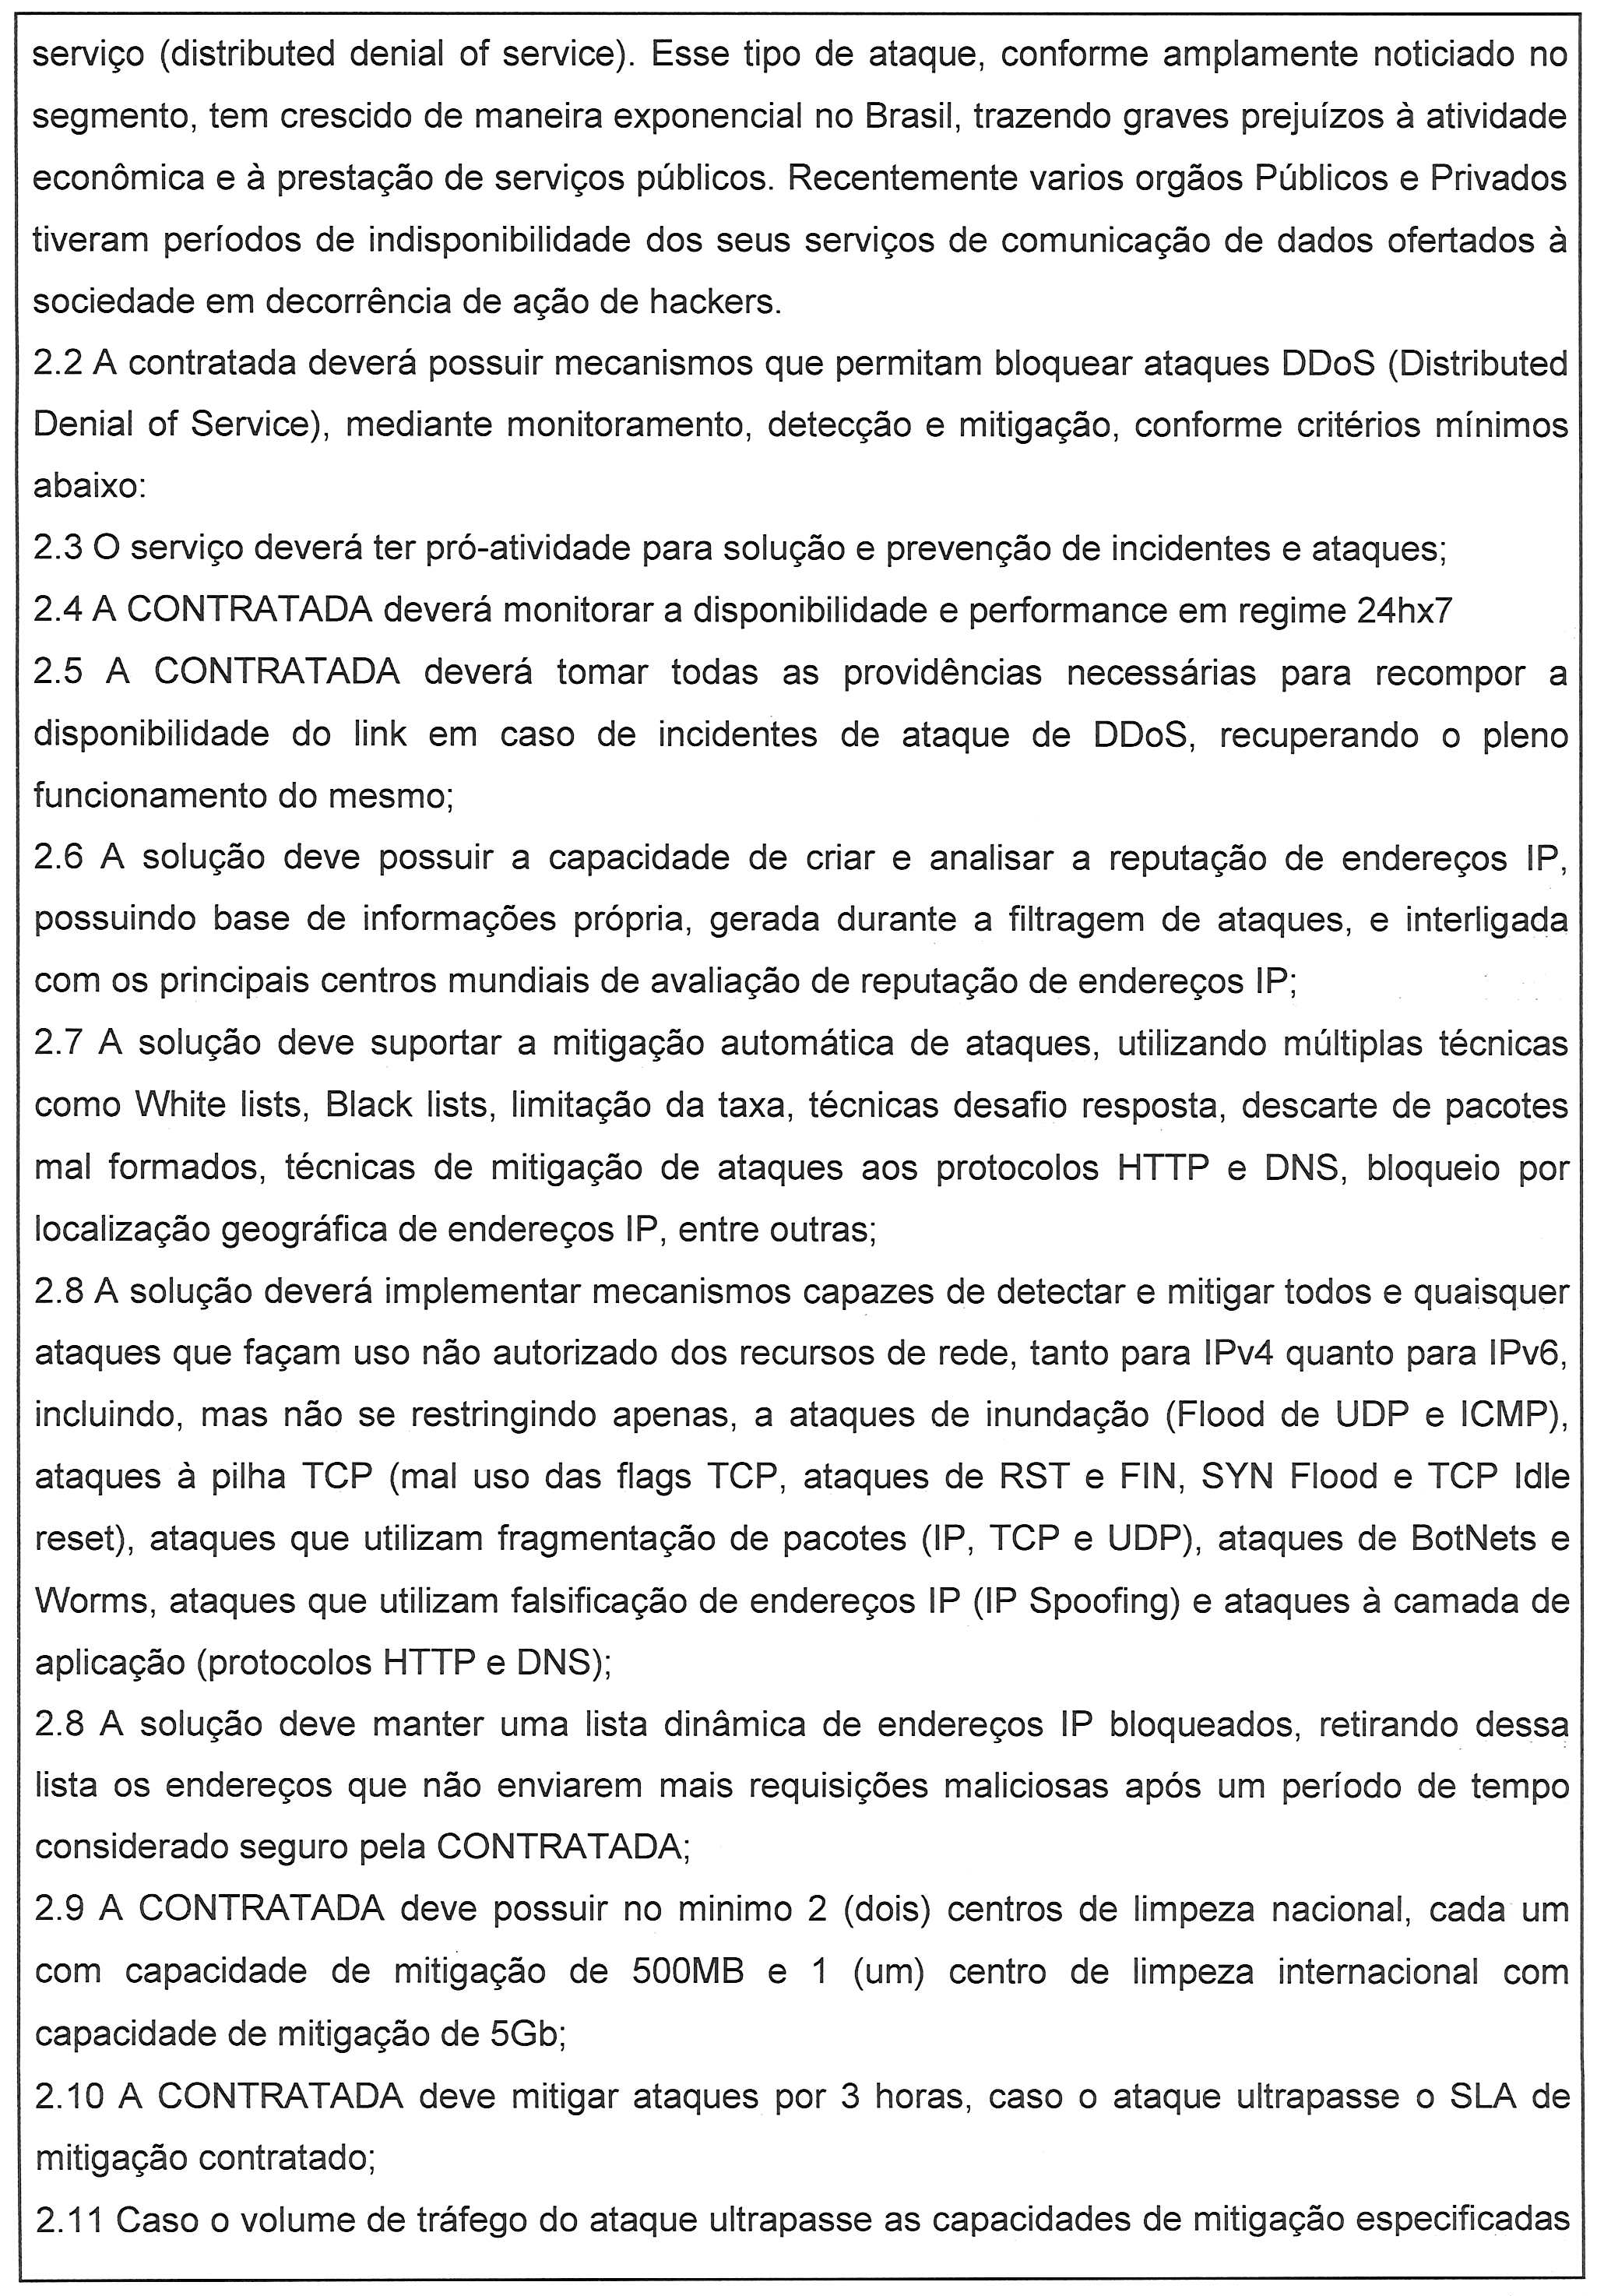 serviço (distributed denial of service). Esse tipo de ataque, conforme amplamente noticiado no
segmento, tem crescido de maneira exponencial no Brasil, trazendo graves prejuízos à atividade
econômica e à prestação de serviços públicos. Recentemente varios orgãos Públicos e Privados
tiveram períodos de indisponibilidade dos seus serviços de comunicação de dados ofertados à
sociedade em decorrência de ação de hackers.
2.2 A contratada deverá possuir mecanismos que permitam bloquear ataques DDoS (Distributed
Denial of Service), mediante monitoramento, detecção e mitigação, conforme critérios mínimos
abaixo:
2.3 O serviço deverá ter pró-atividade para solução e prevenção de incidentes e ataques;
2.4 A CONTRATADA deverá monitorar a disponibilidade e performance em regime 24hx7
2.5 A CONTRATADA deverá tomar todas as providências necessárias para recompor a
disponibilidade do link em caso de incidentes de ataque de DDoS, recuperando o pleno
funcionamento do mesmo;
2.6 A solução deve possuir a capacidade de criar e analisar a reputação de endereços IP,
possuindo base de informações própria, gerada durante a filtragem de ataques, e interligada
com os principais centros mundiais de avaliação de reputação de endereços IP;
2.7 A solução deve suportar a mitigação automática de ataques, utilizando múltiplas técnicas
como White lists, Black lists, limitação da taxa, técnicas desafio resposta, descarte de pacotes
mal formados, técnicas de mitigação de ataques aos protocolos HTTP e DNS, bloqueio por
localização geográfica de endereços IP, entre outras;
2.8 A solução deverá implementar mecanismos capazes de detectar e mitigar todos e quaisquer
ataques que façam uso não autorizado dos recursos de rede, tanto para IPv4 quanto para IPv6,
incluindo, mas não se restringindo apenas, a ataques de inundação (Flood de UDP e ICMP),
ataques à pilha TCP (mal uso das flags TCP, ataques de RST e FIN, SYN Flood e TCP Idle
reset), ataques que utilizam fragmentação de pacotes (IP, TCP e UDP), ataques de BotNets e
Worms, ataques que utilizam falsificação de endereços IP (IP Spoofing) e ataques à camada de
aplicação (protocolos HTTP e DNS);
2.8 A solução deve manter uma lista dinâmica de endereços IP bloqueados, retirando dessa
lista os endereços que não enviarem mais requisições maliciosas após um período de tempo
considerado seguro pela CONTRATADA;
2.9 A CONTRATADA deve possuir no minimo 2 (dois) centros de limpeza nacional, cada um
com capacidade de mitigação de 500MB e 1 (um) centro de limpeza internacional com
capacidade de mitigação de 5Gb;
2.10 A CONTRATADA deve mitigar ataques por 3 horas, caso o ataque ultrapasse o SLA de
mitigação contratado;
2.11 Caso o volume de tráfego do ataque ultrapasse as capacidades de mitigação especificadas